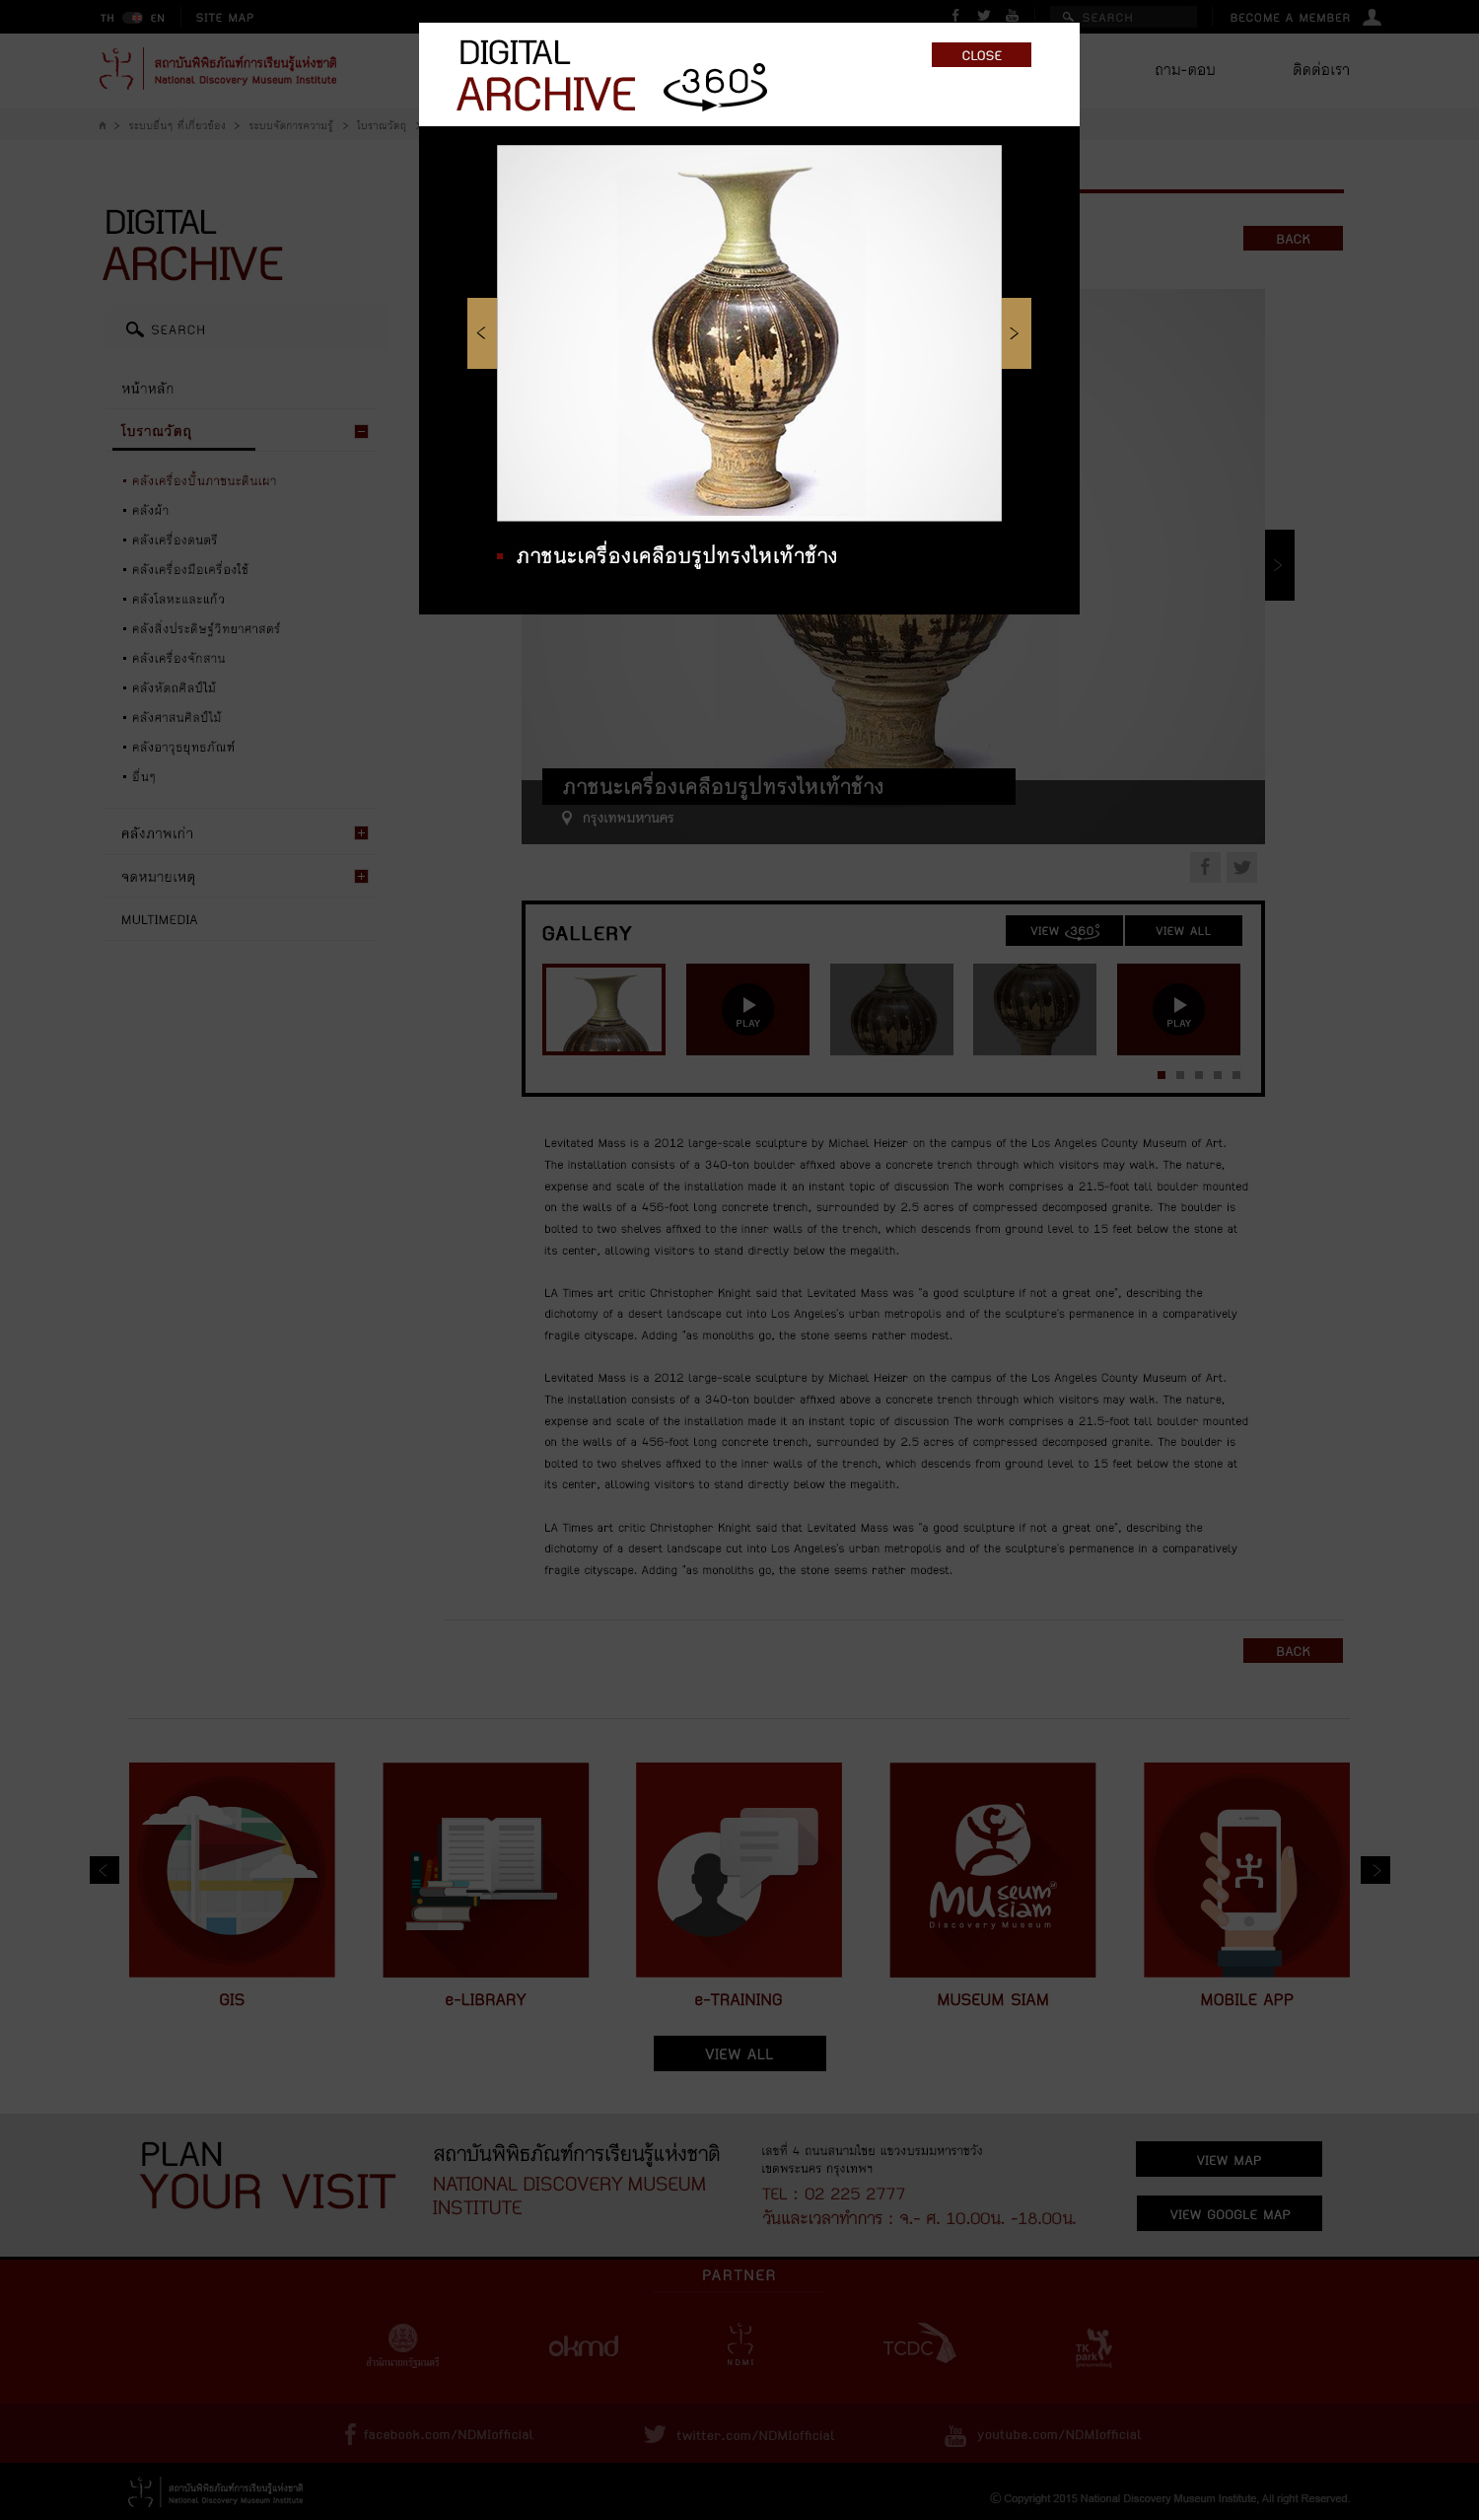 TH EN SITE MAP
SEARCH
BECOME A MEMBER
สถาบันพิพิธภัณฑ์การเรียนรู้แห่งชาติ
National Discovery Museum Institute
ถาม-ตอบ
ติดต่อเรา
ระบบอื่นๆ ที่เกี่ยวข้อง > ระบบจัดการความรู้ > โบราณวัตถุ
DIGITAL
ARCHIVE
360°
CLOSE
ภาชนะเครื่องเคลือบรูปทรงไหเท้าช้าง
DIGITAL
ARCHIVE
SEARCH
หน้าหลัก
โบราณวัตถุ
คลังเครื่องปั้นภาชนะดินเผา
คลังผ้า
คลังเครื่องดนตรี
คลังเครื่องมือเครื่องใช้
คลังโลหะและแก้ว
คลังสิ่งประดิษฐ์วิทยาศาสตร์
คลังเครื่องจักสาน
คลังหัตถศิลป์ไม้
คลังศาสนศิลป์ไม้
คลังอาวุธยุทธภัณฑ์
อื่นๆ
คลังภาพเก่า
จดหมายเหตุ
MULTIMEDIA
BACK
ภาชนะเครื่องเคลือบรูปทรงไหเท้าช้าง
กรุงเทพมหานคร
GALLERY
VIEW 360°
VIEW ALL
PLAY
PLAY
Levitated Mass is a 2012 large-scale sculpture by Michael Heizer on the campus of the Los Angeles County Museum of Art.
The installation consists of a 340-ton boulder affixed above a concrete trench through which visitors may walk. The nature,
expense and scale of the installation made it an instant topic of discussion The work comprises a 21.5-foot tall boulder mounted
on the walls of a 456-foot long concrete trench, surrounded by 2.5 acres of compressed decomposed granite. The boulder is
bolted to two shelves affixed to the inner walls of the trench, which descends from ground level to 15 feet below the stone at
its center, allowing visitors to stand directly below the megalith.
LA Times art critic Christopher Knight said that Levitated Mass was "a good sculpture if not a great one", describing the
dichotomy of a desert landscape cut into Los Angeles's urban metropolis and of the sculpture's permanence in a comparatively
fragile cityscape. Adding "as monoliths go, the stone seems rather modest.
Levitated Mass is a 2012 large-scale sculpture by Michael Heizer on the campus of the Los Angeles County Museum of Art.
The installation consists of a 340-ton boulder affixed above a concrete trench through which visitors may walk. The nature,
expense and scale of the installation made it an instant topic of discussion The work comprises a 21.5-foot tall boulder mounted
on the walls of a 456-foot long concrete trench, surrounded by 2.5 acres of compressed decomposed granite. The boulder is
bolted to two shelves affixed to the inner walls of the trench, which descends from ground level to 15 feet below the stone at
its center, allowing visitors to stand directly below the megalith.
LA Times art critic Christopher Knight said that Levitated Mass was "a good sculpture if not a great one", describing the
dichotomy of a desert landscape cut into Los Angeles's urban metropolis and of the sculpture's permanence in a comparatively
fragile cityscape. Adding "as monoliths go, the stone seems rather modest.
BACK
museum siam
Discovery Museum
GIS
e-LIBRARY
e-TRAINING
MUSEUM SIAM
MOBILE APP
VIEW ALL
PLAN
YOUR VISIT
สถาบันพิพิธภัณฑ์การเรียนรู้แห่งชาติ
NATIONAL DISCOVERY MUSEUM
INSTITUTE
เลขที่ 4 ถนนสนามไชย แขวงบรมมหาราชวัง
เขตพระนคร กรุงเทพฯ
TEL : 02 225 2777
วันและเวลาทำการ : จ.- ศ. 10.00น. -18.00น.
VIEW MAP
VIEW GOOGLE MAP
PARTNER
สำนักนายกรัฐมนตรี
okmd
NDMI
TCDC
TK park
facebook.com/NDMIofficial
twitter.com/NDMIofficial
youtube.com/NDMIofficial
สถาบันพิพิธภัณฑ์การเรียนรู้แห่งชาติ
National Discovery Museum Institute
© Copyright 2015 National Discovery Museum Institute, All right Reserved.